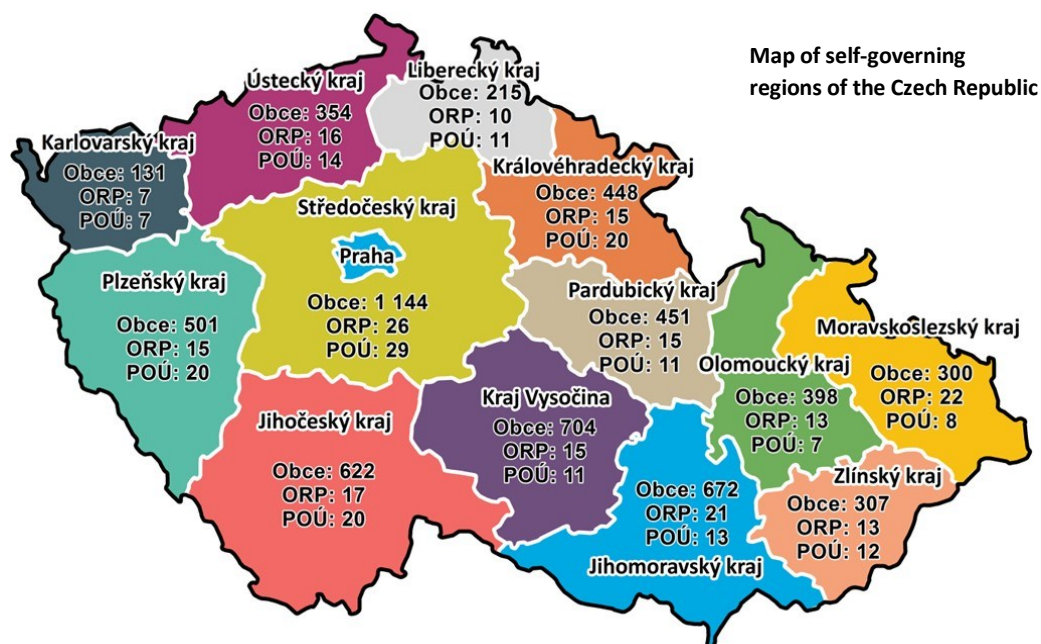 Map of self-governing
regions of the Czech Republic
Ústecký kraj
Obce: 354
ORP: 16
POÚ: 14
Liberecký kraj
Obce: 215
ORP: 10
POÚ: 11
Karlovarský kraj
Obce: 131
ORP: 7
POÚ: 7
Královéhradecký kraj
Obce: 448
ORP: 15
POÚ: 20
Středočeský kraj
Praha
Obce: 1 144
ORP: 26
POÚ: 29
Plzeňský kraj
Obce: 501
ORP: 15
POÚ: 20
Pardubický kraj
Obce: 451
ORP: 15
POÚ: 11
Moravskoslezský kraj
Obce: 300
ORP: 22
POÚ: 8
Olomoucký kraj
Obce: 398
ORP: 13
POÚ: 7
Kraj Vysočina
Obce: 704
ORP: 15
POÚ: 11
Jihočeský kraj
Obce: 622
ORP: 17
POÚ: 20
Obce: 672
ORP: 21
POÚ: 13
Jihomoravský kraj
Zlínský kraj
Obce: 307
ORP: 13
POÚ: 12